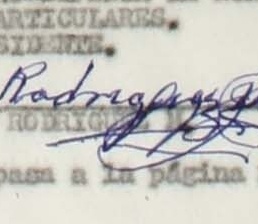 ARTICULARES.
SIDENTE.
Rodriguez
RODRIGUEZ
pasa a la página